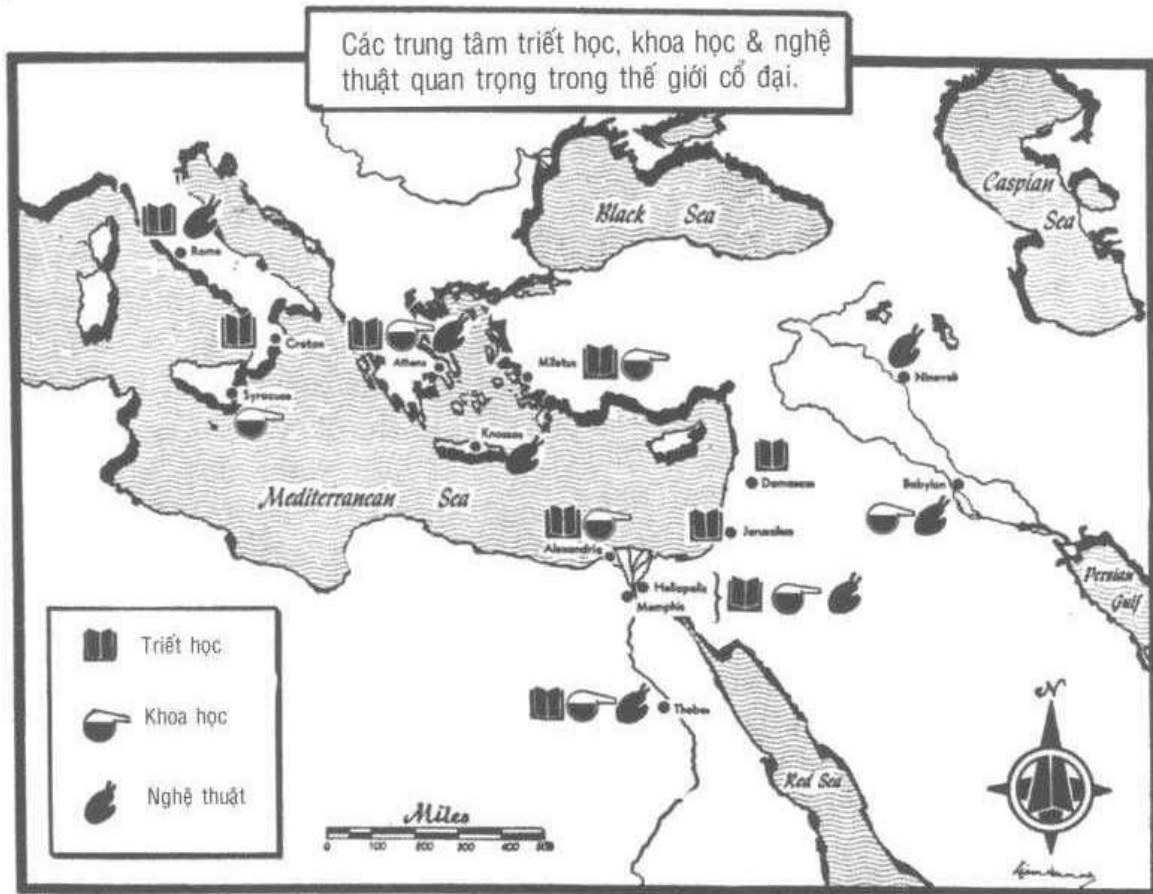 Các trung tâm triết học, khoa học & nghệ
thuật quan trọng trong thế giới cổ đại.
Caspian
Sea
Black Sea
Rome
Croton
Athens
Miletus
Ninevah
Syracuse
Knossos
Damascus
Babylon
Mediterranean Sea
Jerusalem
Alexandria
Heliopolis
Memphis
Persian
Gulf
Triết học
Khoa học
Nghệ thuật
Thebes
Red Sea
N
Miles
0 100 200 300 400 500